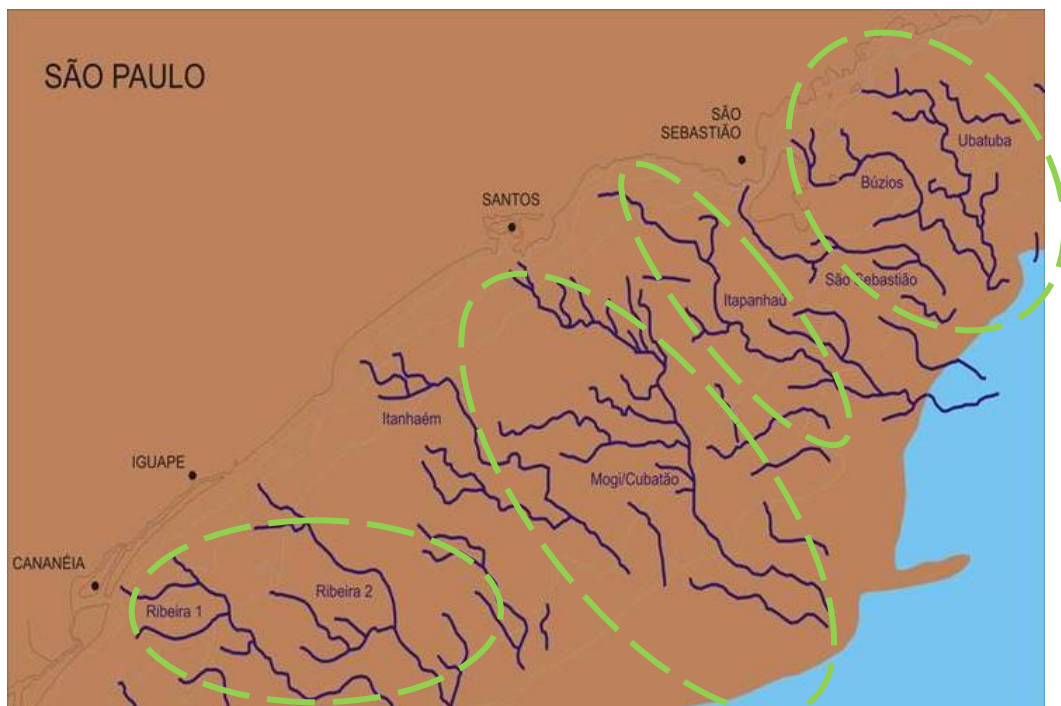 SÃO PAULO
SÃO
SEBASTIÃO
Ubatuba
Búzios
SANTOS
São Sebastião
Itapanhaú
Itanhaém
IGUAPE
Mogi/Cubatão
CANANÉIA
Ribeira 2
Ribeira 1